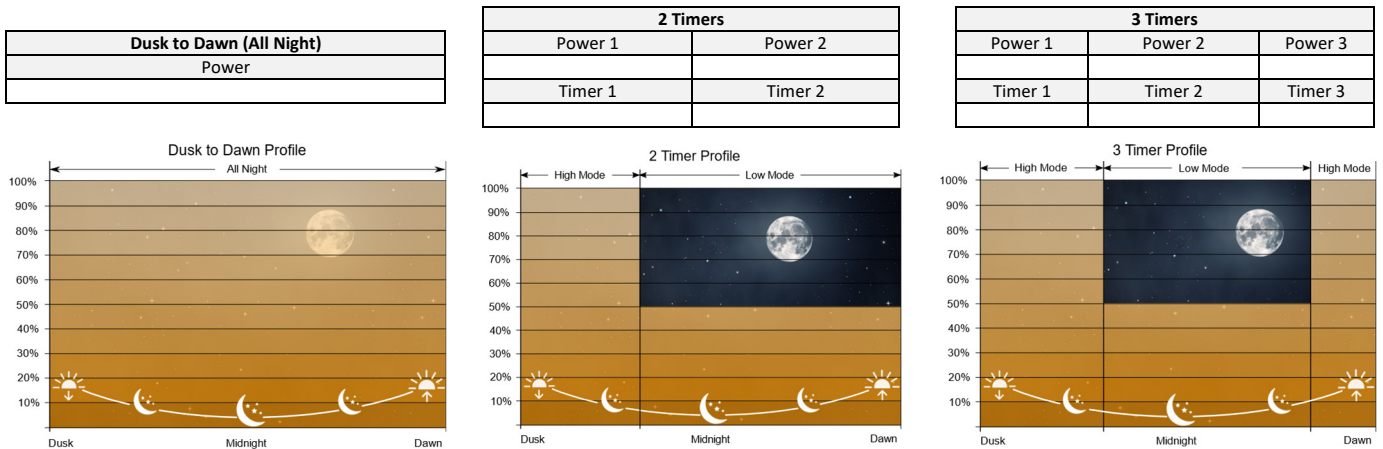 Dusk to Dawn (All Night)
Power
2 Timers
Power 1 Power 2
Timer 1 Timer 2
3 Timers
Power 1 Power 2 Power 3
Timer 1 Timer 2 Timer 3
Dusk to Dawn Profile
All Night
100%
90%
80%
70%
60%
50%
40%
30%
20%
10%
Dusk Midnight Dawn
2 Timer Profile
High Mode Low Mode
100%
90%
80%
70%
60%
50%
40%
30%
20%
10%
Dusk Midnight Dawn
3 Timer Profile
High Mode Low Mode High Mode
100%
90%
80%
70%
60%
50%
40%
30%
20%
10%
Dusk Midnight Dawn